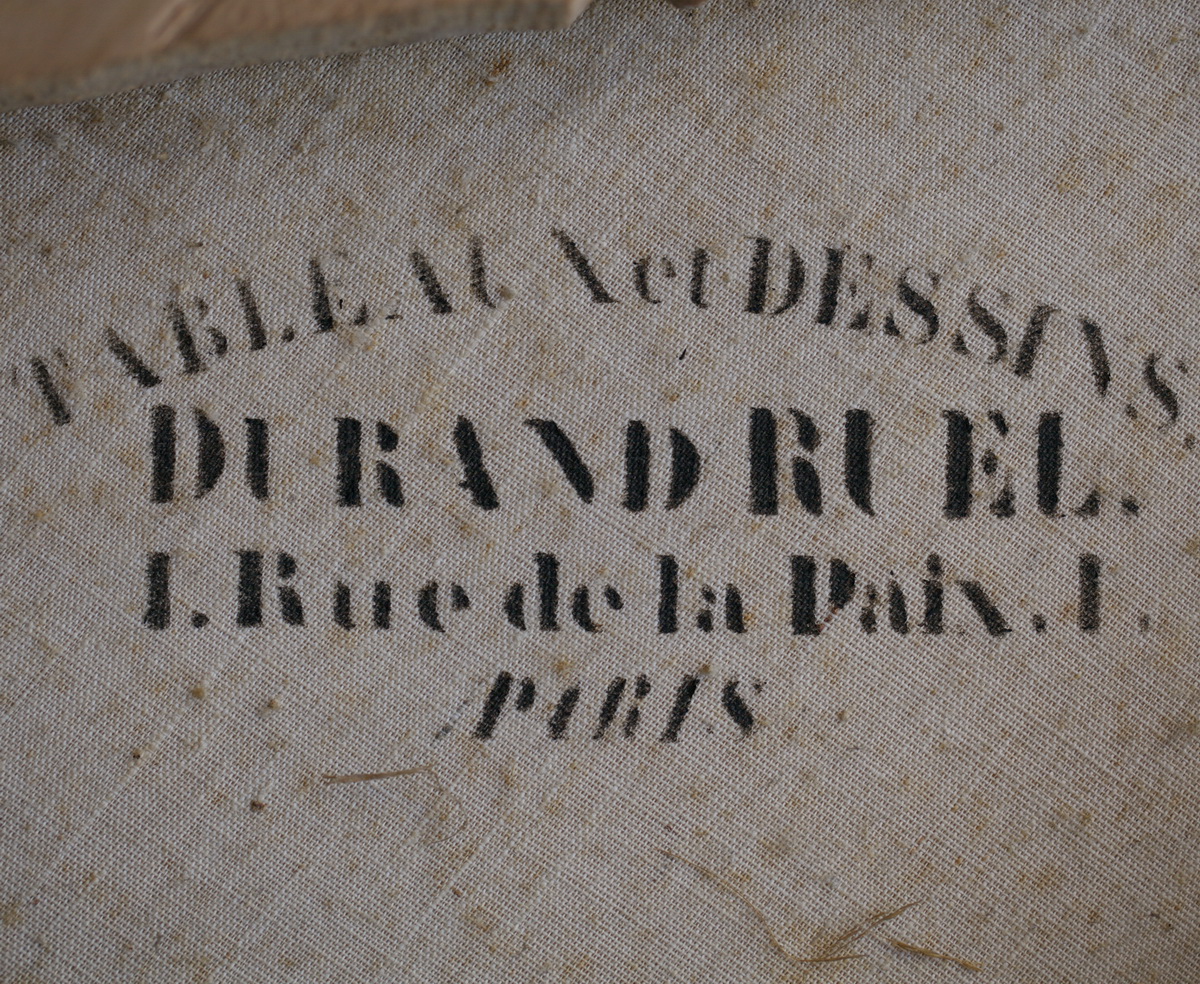 TABLEAUX et DESSINS.
DURAND RUEL.
1. Rue de la Paix. 1.
PARIS